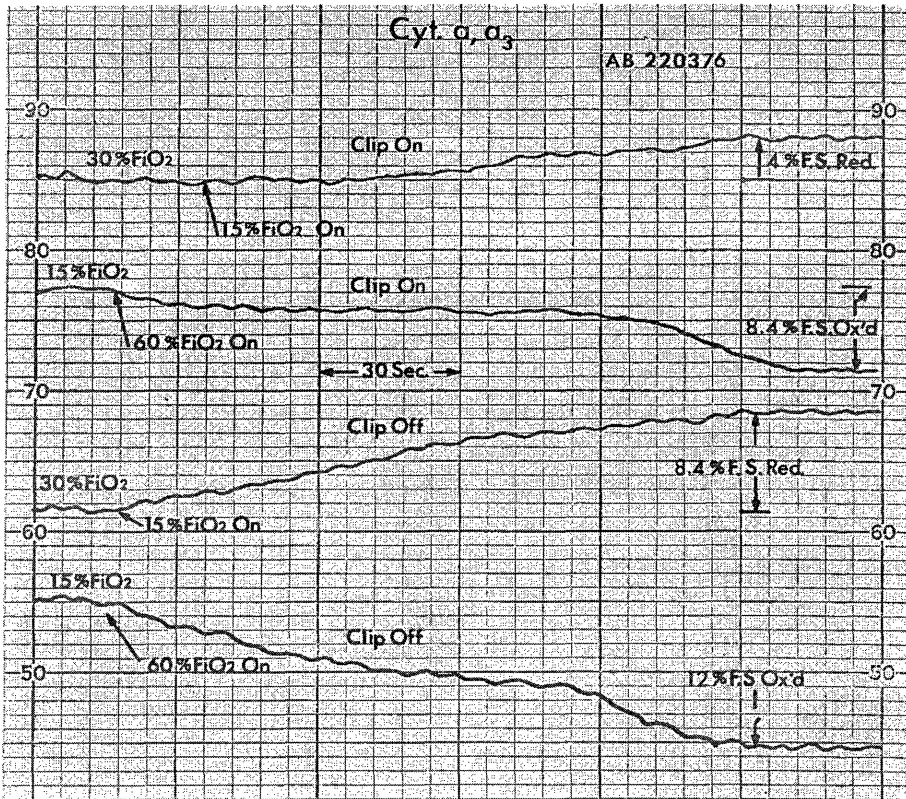 Cyt. a, a3
AB 220376
90
90
30%FiO2
Clip On
4%F.S. Red.
15%FiO2 On
80
80
15%FiO2
Clip On
60%FiO2 On
8.4%F.S.Ox'd
30 Sec.
70
70
Clip Off
8.4%F.S. Red.
30%FiO2
15%FiO2 On
60
60
15%FiO2
Clip Off
60%FiO2 On
50
50
12%F.S Ox'd